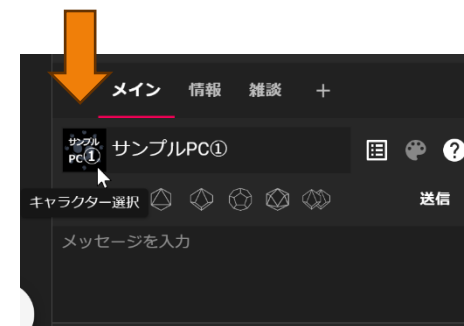 メイン 情報 雑談 +
サンプル
PC① サンプルPC①
キャラクター選択 送信
メッセージを入力